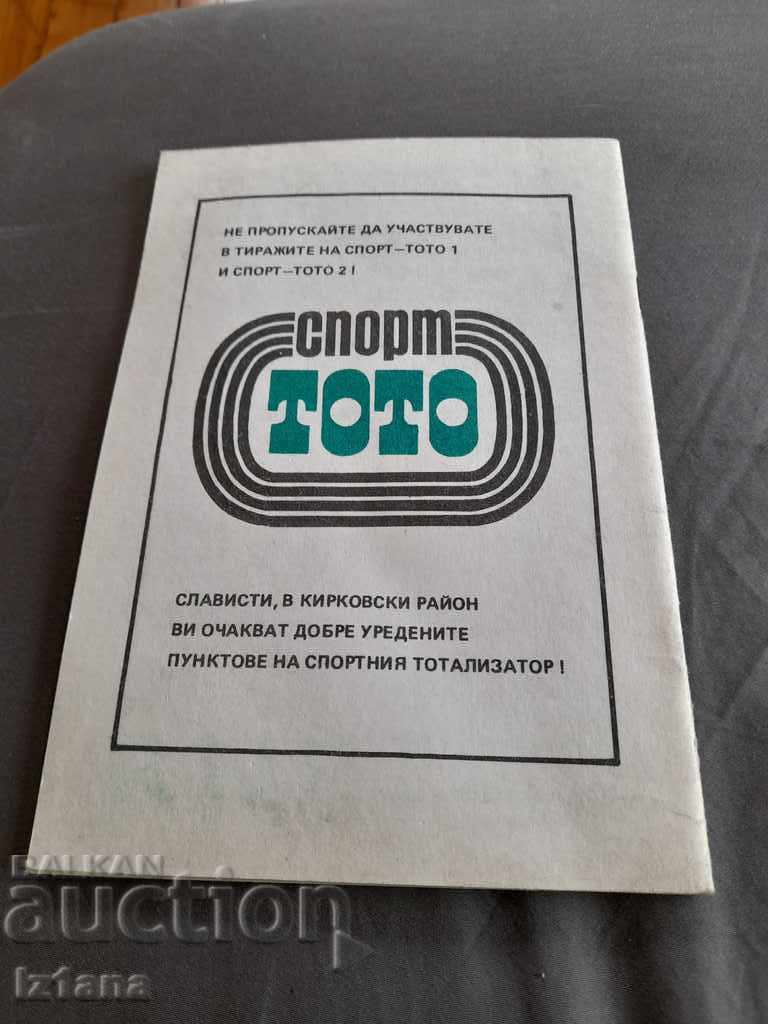 НЕ ПРОПУСКАЙТЕ ДА УЧАСТВУВАТЕ
В ТИРАЖИТЕ НА СПОРТ—ТОТО 1
И СПОРТ—ТОТО 2!
спорт
ТОТО
СЛАВИСТИ, В КИРКОВСКИ РАЙОН
ВИ ОЧАКВАТ ДОБРЕ УРЕДЕНИТЕ
ПУНКТОВЕ НА СПОРТНИЯ ТОТАЛИЗАТОР!
BALKAN
auction
Iz1ana